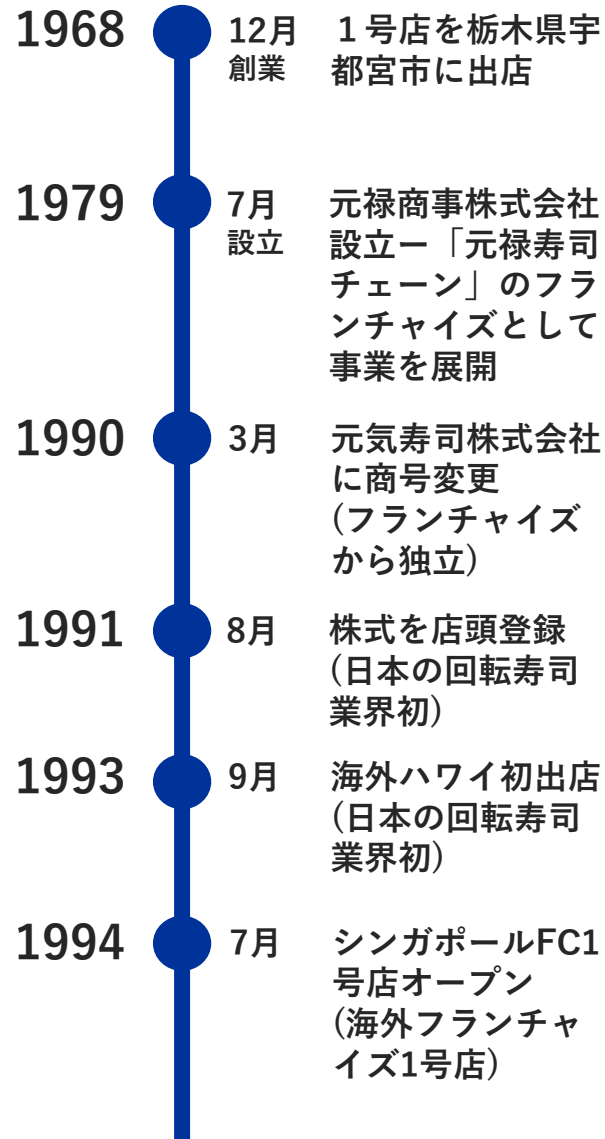 1968 12月 １号店を栃木県宇
創業 都宮市に出店
1979 7月 元禄商事株式会社
設立 設立ー「元禄寿司
チェーン」のフラ
ンチャイズとして
事業を展開
1990 3月 元気寿司株式会社
に商号変更
(フランチャイズ
から独立)
1991 8月 株式を店頭登録
(日本の回転寿司
業界初)
1993 9月 海外ハワイ初出店
(日本の回転寿司
業界初)
1994 7月 シンガポールFC1
号店オープン
(海外フランチャ
イズ1号店)